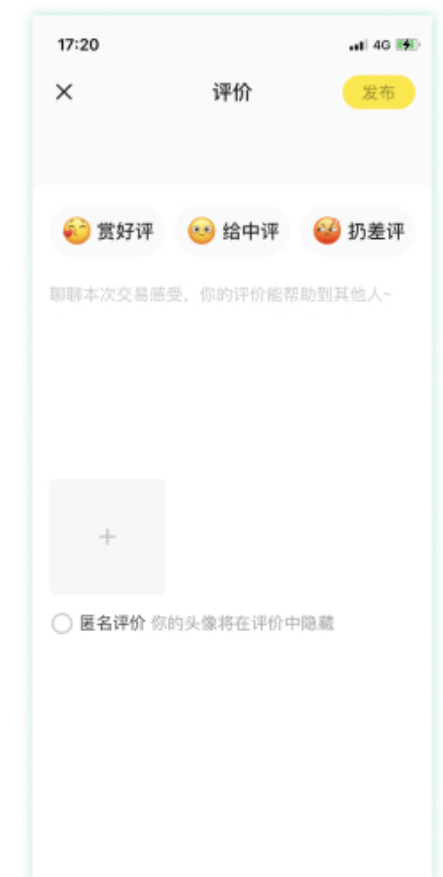 17:20 4G
× 评价 发布
赏好评 给中评 扔差评
聊聊本次交易感受，你的评价能帮助到其他人~
+
匿名评价 你的头像将在评价中隐藏